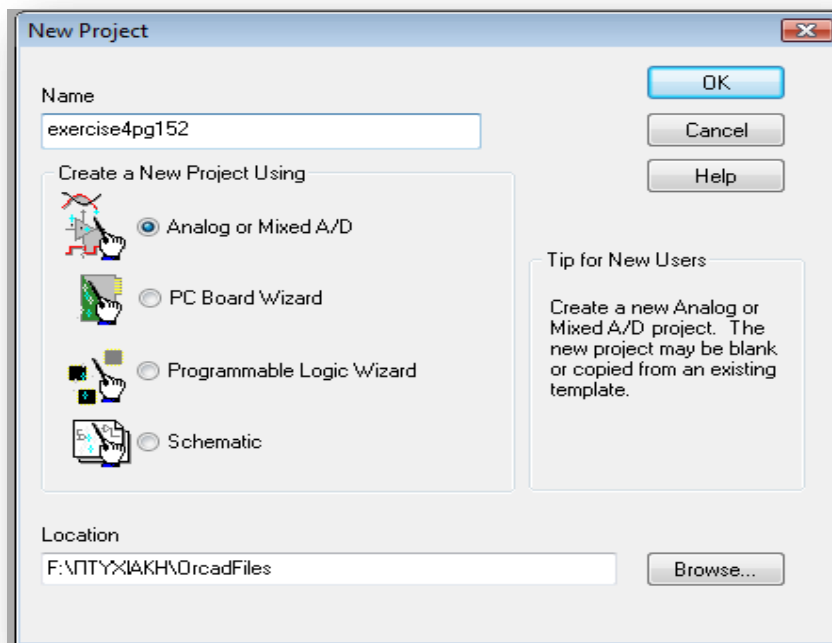 New Project
Name
exercise4pg152
Create a New Project Using
Analog or Mixed A/D
PC Board Wizard
Programmable Logic Wizard
Schematic
OK
Cancel
Help
Tip for New Users
Create a new Analog or
Mixed A/D project. The
new project may be blank
or copied from an existing
template.
Location
F:\ΠΤΥΧΙΑΚΗ\OrcadFiles
Browse...